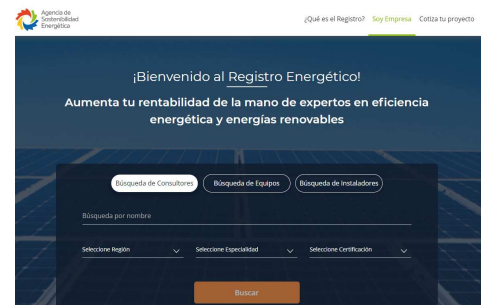 Agencia de
Sostenibilidad
Energética
¿Qué es el Registro? Soy Empresa Cotiza tu proyecto
¡Bienvenido al Registro Energético!
Aumenta tu rentabilidad de la mano de expertos en eficiencia
energética y energías renovables
Búsqueda de Consultores Búsqueda de Equipos Búsqueda de Instaladores
Búsqueda por nombre
Seleccione Región Seleccione Especialidad Seleccione Certificación
Buscar